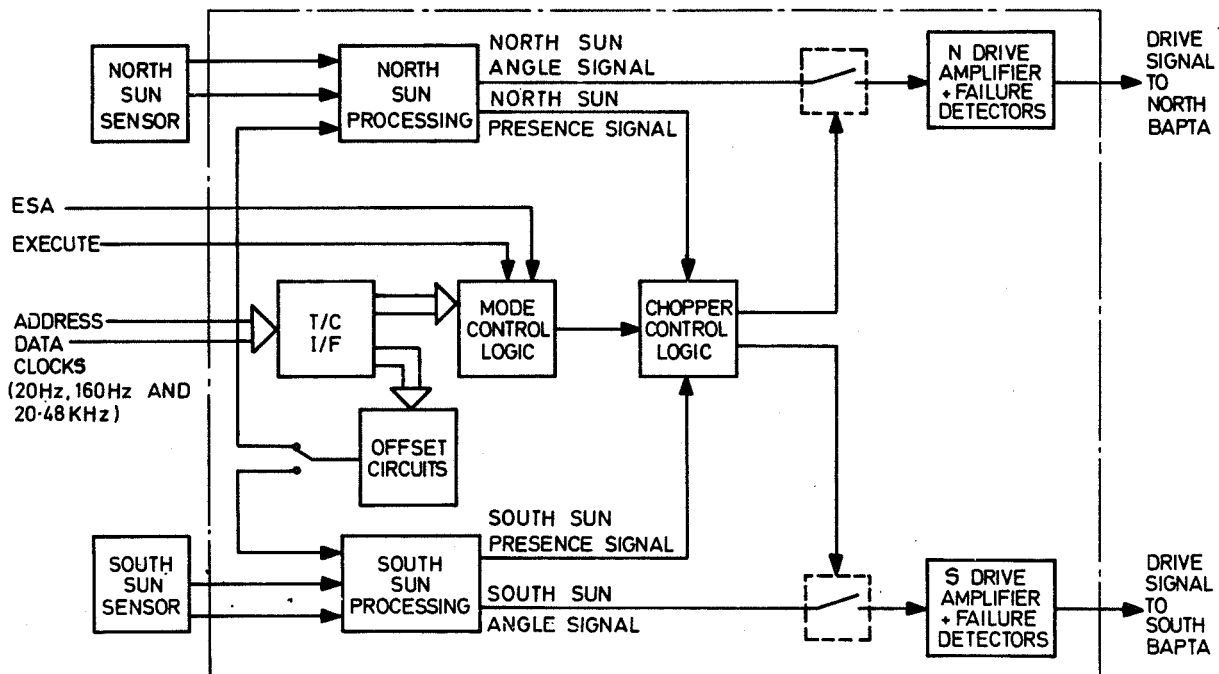 NORTH
SUN
SENSOR
NORTH
SUN
PROCESSING
NORTH SUN
ANGLE SIGNAL
NORTH SUN
PRESENCE SIGNAL
N DRIVE
AMPLIFIER
+ FAILURE
DETECTORS
DRIVE
SIGNAL
TO
NORTH
BAPTA
ESA
EXECUTE
ADDRESS
DATA
CLOCKS
(20Hz, 160Hz AND
20·48KHz)
T/C
I/F
MODE
CONTROL
LOGIC
CHOPPER
CONTROL
LOGIC
OFFSET
CIRCUITS
SOUTH
SUN
SENSOR
SOUTH
SUN
PROCESSING
SOUTH SUN
PRESENCE SIGNAL
SOUTH SUN
ANGLE SIGNAL
S DRIVE
AMPLIFIER
+ FAILURE
DETECTORS
DRIVE
SIGNAL
TO
SOUTH
BAPTA